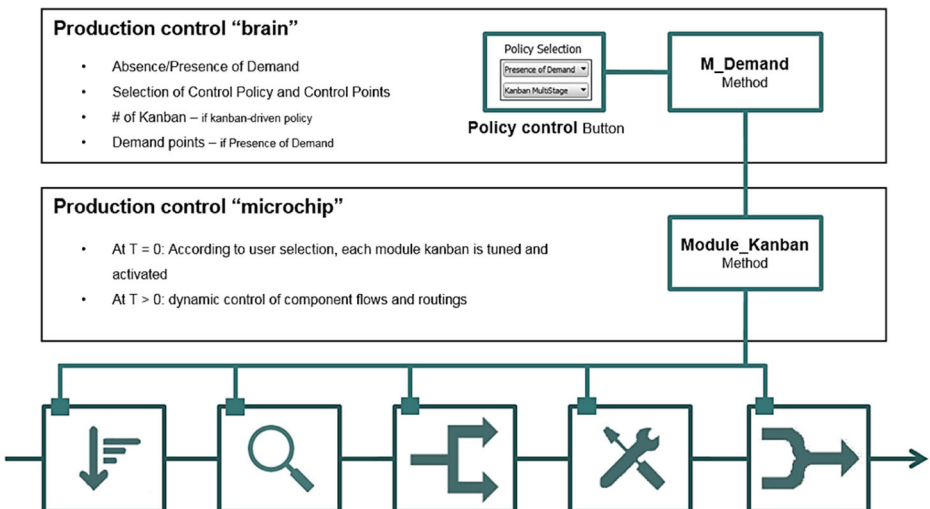 Production control “brain”
• Absence/Presence of Demand
• Selection of Control Policy and Control Points
• # of Kanban – if kanban-driven policy
• Demand points – if Presence of Demand
Policy Selection
Presence of Demand
Kanban MultiStage
Policy control Button
M_Demand
Method
Production control “microchip”
• At T = 0: According to user selection, each module kanban is tuned and
activated
• At T > 0: dynamic control of component flows and routings
Module_Kanban
Method